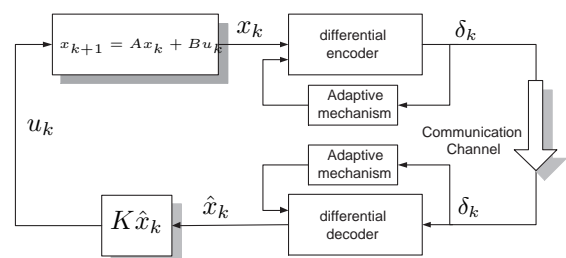 x_{k+1} = Ax_k + Bu_k
x_k
differential
encoder
δ_k
Adaptive
mechanism
u_k
Communication
Channel
Adaptive
mechanism
Kx̂_k
x̂_k
differential
decoder
δ_k